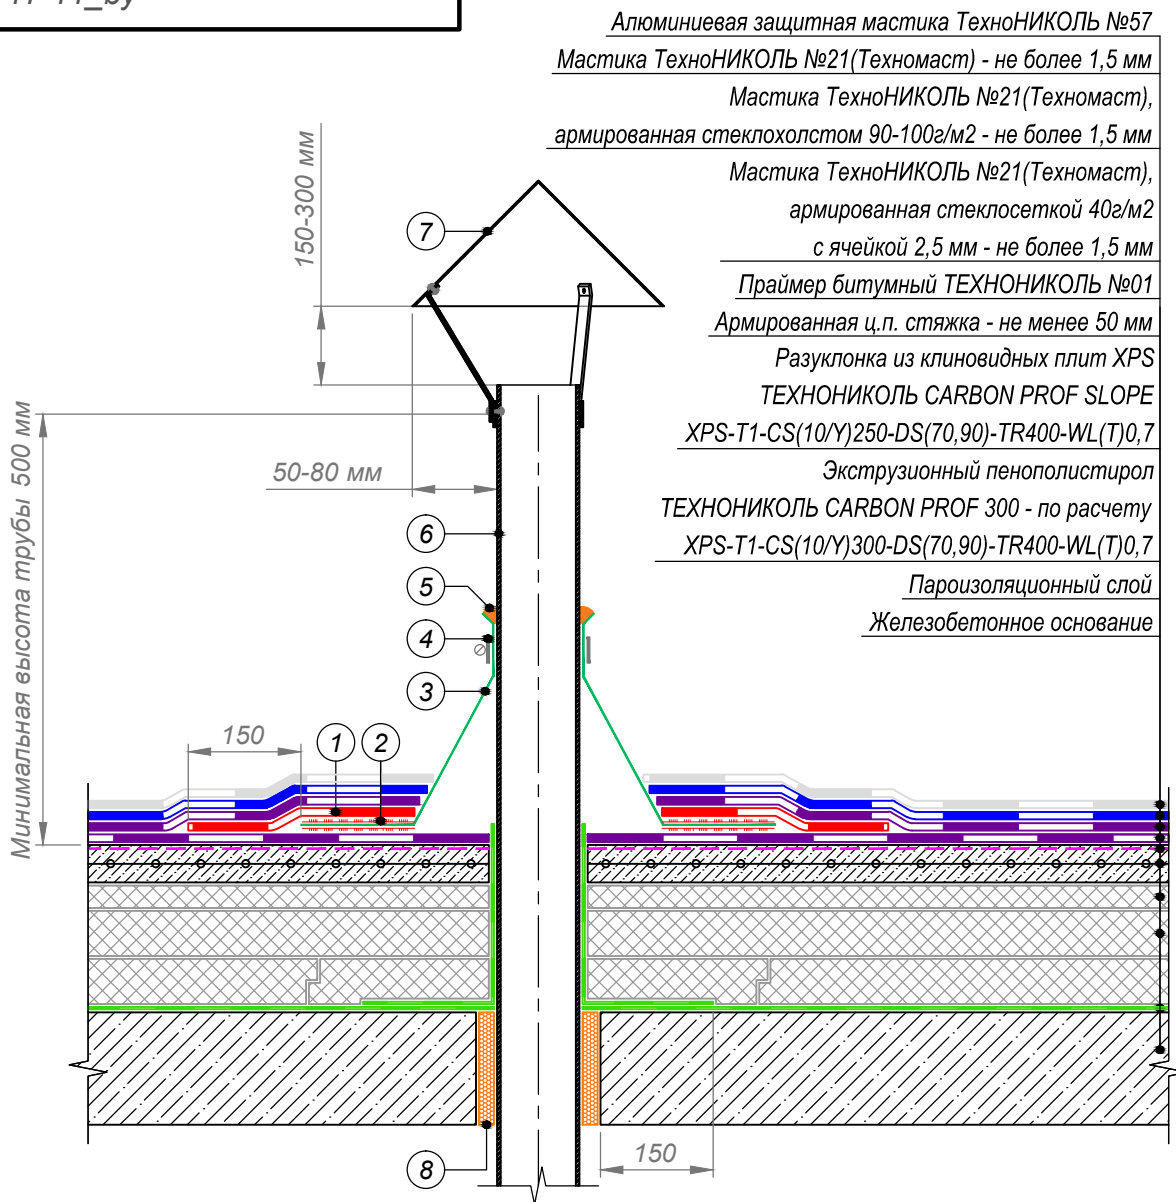 Алюминиевая защитная мастика ТехноНИКОЛЬ №57
Мастика ТехноНИКОЛЬ №21(Техномаст) - не более 1,5 мм
Мастика ТехноНИКОЛЬ №21(Техномаст),
армированная стеклохолстом 90-100г/м2 - не более 1,5 мм
Мастика ТехноНИКОЛЬ №21(Техномаст),
армированная стеклосеткой 40г/м2
с ячейкой 2,5 мм - не более 1,5 мм
Праймер битумный ТЕХНОНИКОЛЬ №01
Армированная ц.п. стяжка - не менее 50 мм
Разуклонка из клиновидных плит XPS
ТЕХНОНИКОЛЬ CARBON PROF SLOPE
XPS-T1-CS(10/Y)250-DS(70,90)-TR400-WL(T)0,7
Экструзионный пенополистирол
ТЕХНОНИКОЛЬ CARBON PROF 300 - по расчету
XPS-T1-CS(10/Y)300-DS(70,90)-TR400-WL(T)0,7
Пароизоляционный слой
Железобетонное основание
150-300 мм
7
Минимальная высота трубы 500 мм
50-80 мм
6
5
4
3
150
1
2
8
150